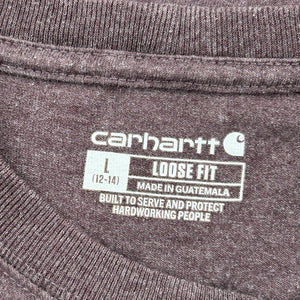 carhartt
L LOOSE FIT
(12-14) MADE IN GUATEMALA
BUILT TO SERVE AND PROTECT
HARDWORKING PEOPLE